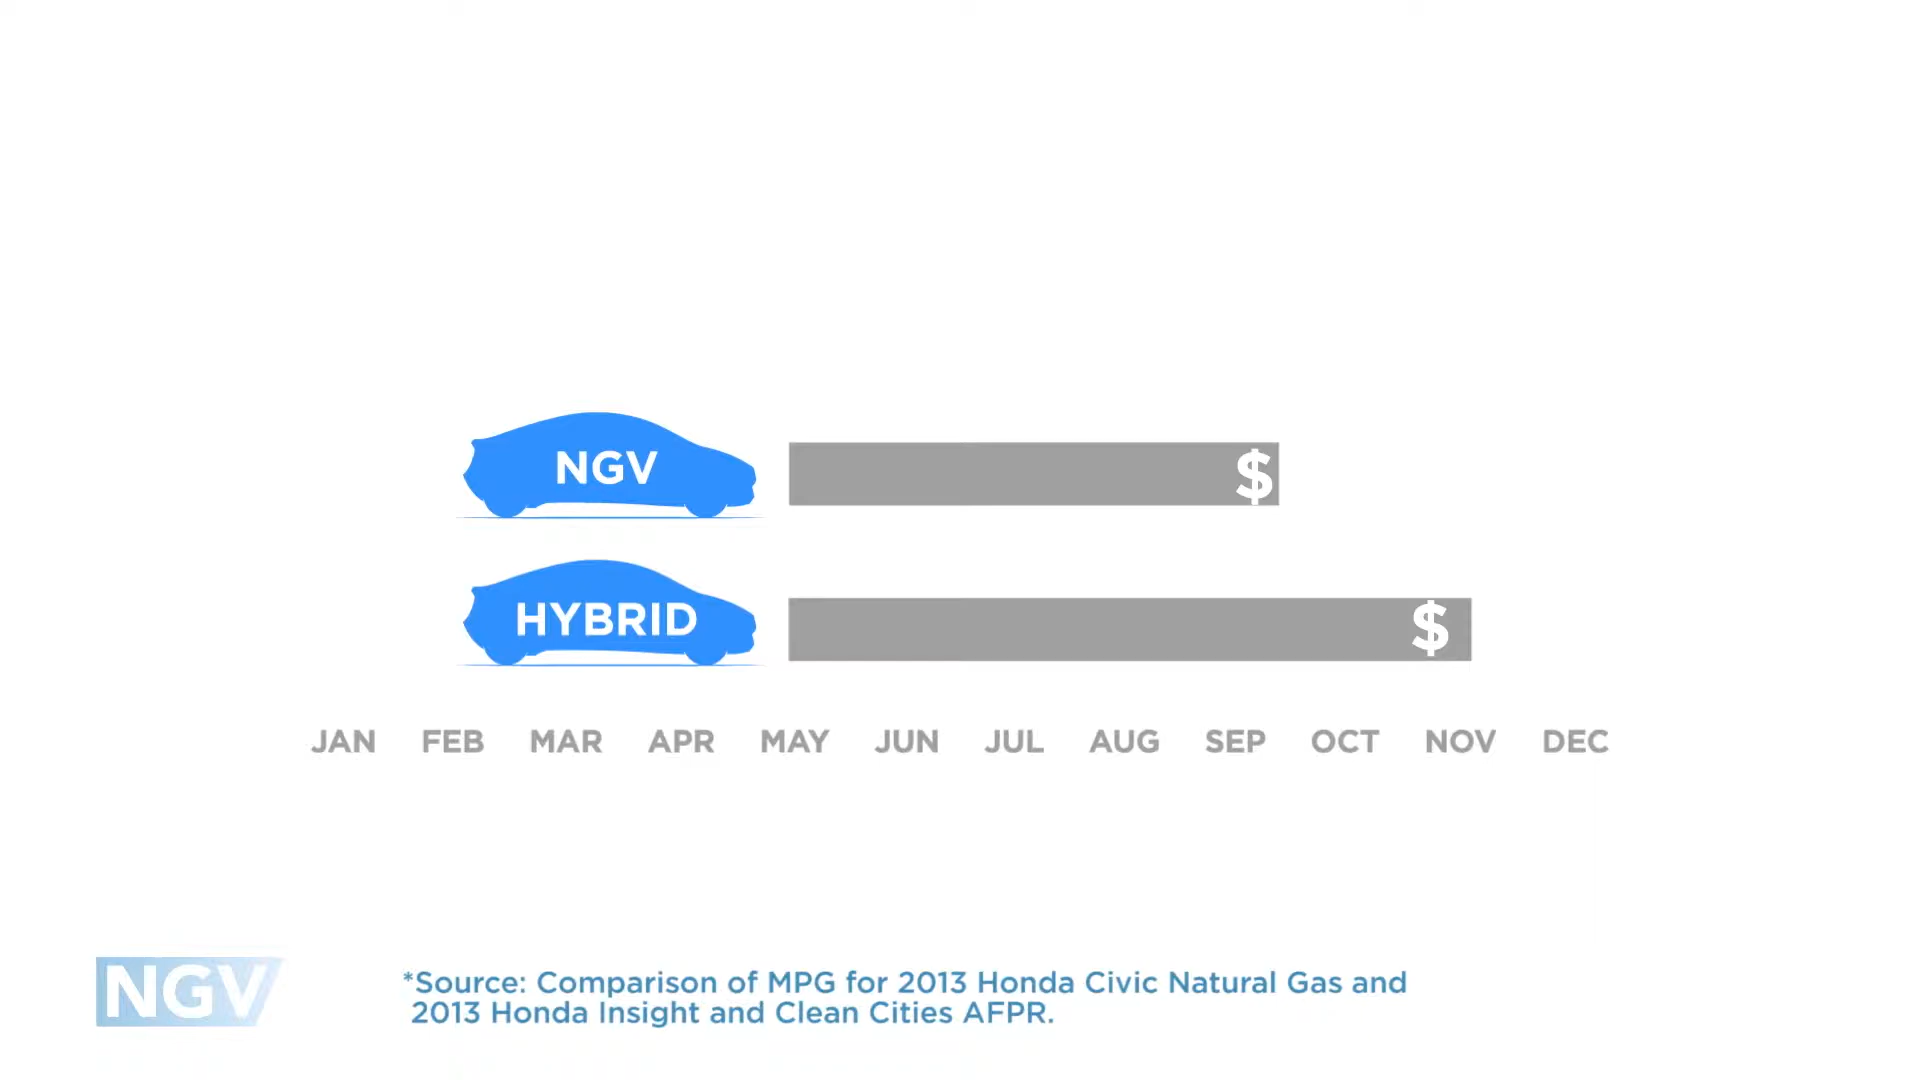 NGV
$
HYBRID
$
JAN FEB MAR APR MAY JUN JUL AUG SEP OCT NOV DEC
NGV
*Source: Comparison of MPG for 2013 Honda Civic Natural Gas and
2013 Honda Insight and Clean Cities AFPR.